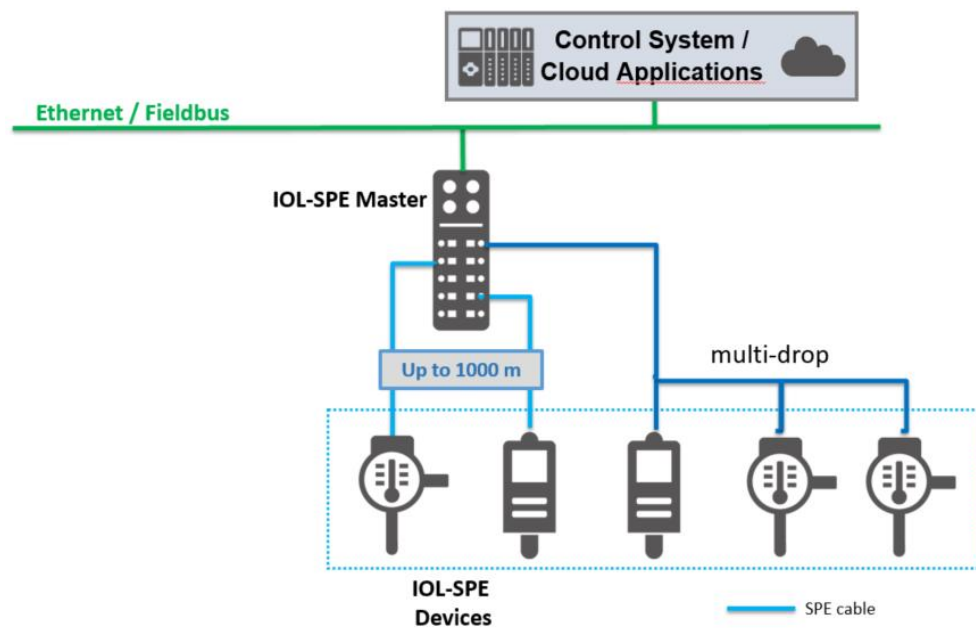 Control System /
Cloud Applications
Ethernet / Fieldbus
IOL-SPE Master
Up to 1000 m
multi-drop
IOL-SPE
Devices
SPE cable